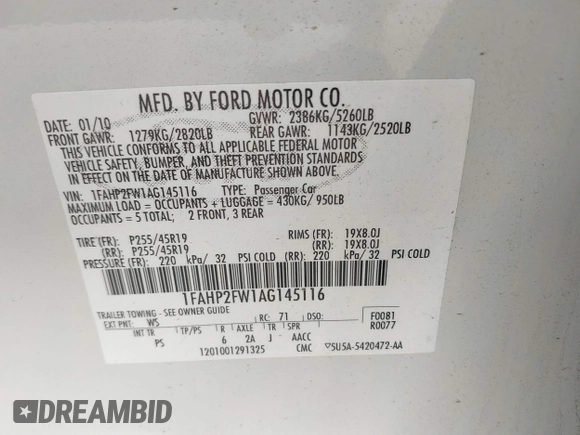 MFD. BY FORD MOTOR CO.
DATE: 01/10 GVWR: 2386KG/5260LB
FRONT GAWR: 1279KG/2820LB REAR GAWR: 1143KG/2520LB
THIS VEHICLE CONFORMS TO ALL APPLICABLE FEDERAL MOTOR
VEHICLE SAFETY, BUMPER, AND THEFT PREVENTION STANDARDS
IN EFFECT ON THE DATE OF MANUFACTURE SHOWN ABOVE.
VIN: 1FAHP2FW1AG145116 TYPE: Passenger Car
MAXIMUM LOAD = OCCUPANTS + LUGGAGE = 430KG/ 950LB
OCCUPANTS = 5 TOTAL; 2 FRONT, 3 REAR
TIRE (FR): P255/45R19 RIMS (FR): 19X8.0J
(RR): P255/45R19 (RR): 19X8.0J
PRESSURE (FR): 220 kPa/ 32 PSI COLD (RR): 220 kPa/ 32 PSI COLD
1FAHP2FW1AG145116
TRAILER TOWING - SEE OWNER GUIDE
EXT PNT: WS RC: 71 DSO: F0081
R0077
INT TR TP/PS R AXLE TR SPR
PS 6 2A J AACC
1201001291325 CMC ▽SU5A-5420472-AA
DREAMBID